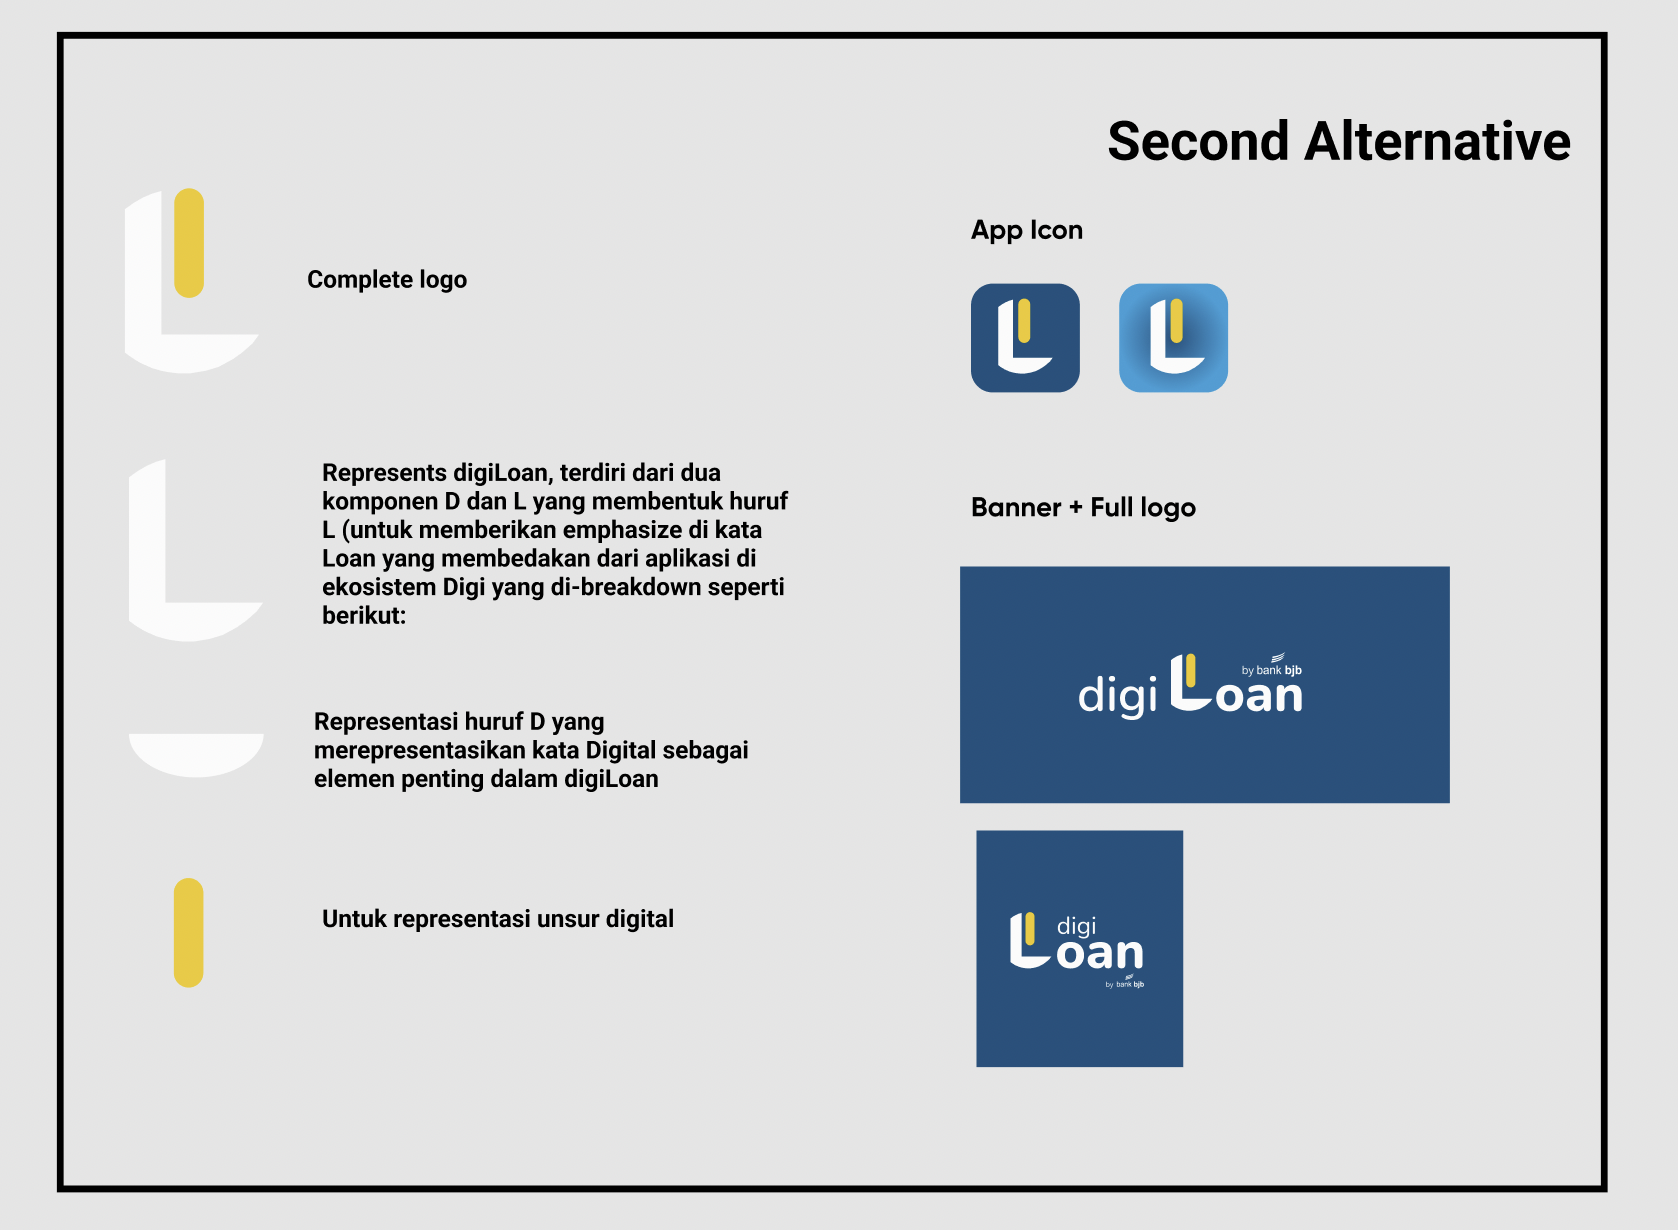 Second Alternative
Complete logo
Represents digiLoan, terdiri dari dua
komponen D dan L yang membentuk huruf
L (untuk memberikan emphasize di kata
Loan yang membedakan dari aplikasi di
ekosistem Digi yang di-breakdown seperti
berikut:
Representasi huruf D yang
merepresentasikan kata Digital sebagai
elemen penting dalam digiLoan
Untuk representasi unsur digital
App Icon
Banner + Full logo
by bank bjb
digi Loan
digi
Loan
by bank bjb